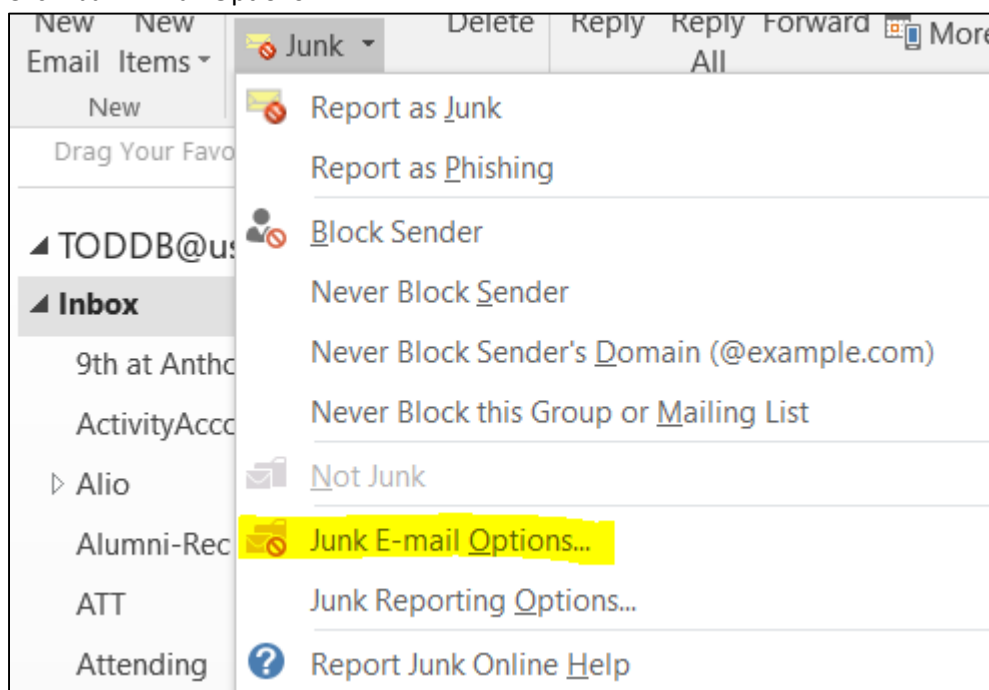 New New
Email Items
New
Junk
Delete
Reply Reply Forward More
All
Report as Junk
Report as Phishing
Drag Your Favo
TODDB@us
Block Sender
Inbox
Never Block Sender
9th at Antho
Never Block Sender's Domain (@example.com)
ActivityAcco
Never Block this Group or Mailing List
Alio
Not Junk
Alumni-Rec
Junk E-mail Options...
ATT
Junk Reporting Options...
Attending
Report Junk Online Help